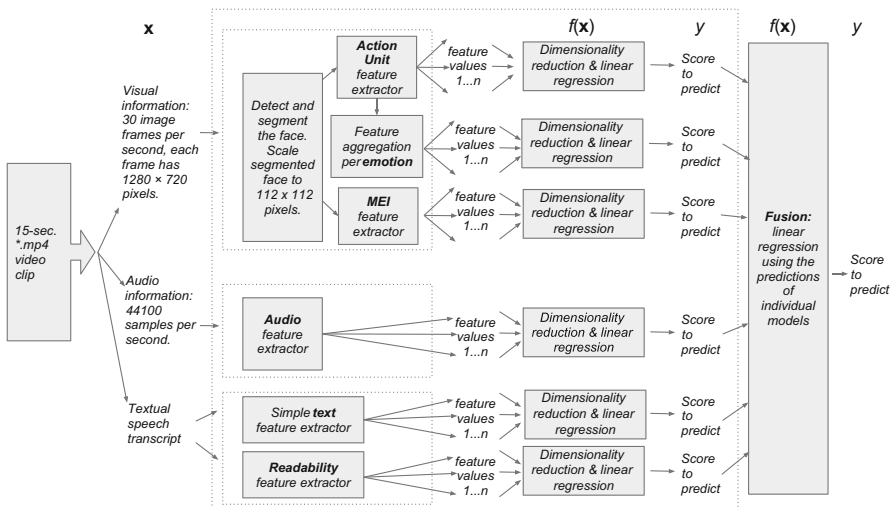 x
f(x)
y
f(x)
y
15-sec.
*.mp4
video
clip
Visual
information:
30 image
frames per
second, each
frame has
1280 × 720
pixels.
Audio
information:
44100
samples per
second.
Textual
speech
transcript
Detect and
segment
the face.
Scale
segmented
face to
112 x 112
pixels.
Action
Unit
feature
extractor
Feature
aggregation
per emotion
MEI
feature
extractor
Audio
feature
extractor
Simple text
feature extractor
Readability
feature extractor
feature
values
1...n
Dimensionality
reduction & linear
regression
Score
to
predict
feature
values
1...n
Dimensionality
reduction & linear
regression
Score
to
predict
feature
values
1...n
Dimensionality
reduction & linear
regression
Score
to
predict
feature
values
1...n
Dimensionality
reduction & linear
regression
Score
to
predict
feature
values
1...n
Dimensionality
reduction & linear
regression
Score
to
predict
feature
values
1...n
Dimensionality
reduction & linear
regression
Score
to
predict
Fusion:
linear
regression
using the
predictions
of
individual
models
Score
to
predict